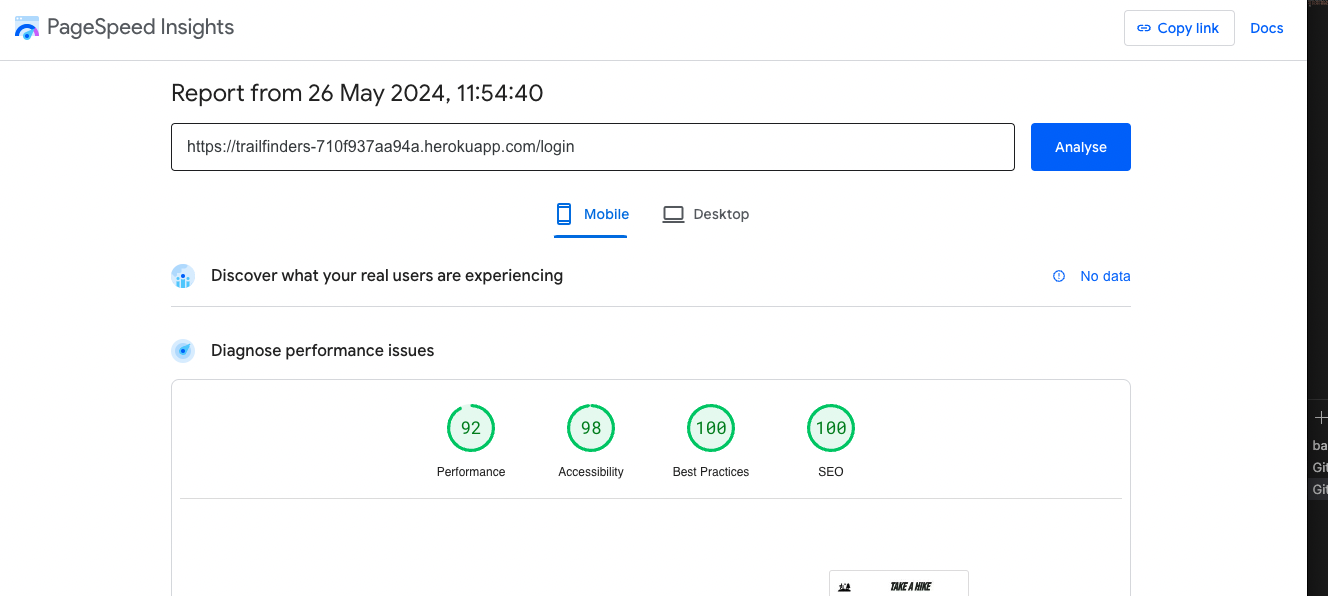 PageSpeed Insights
Copy link
Docs
Report from 26 May 2024, 11:54:40
https://trailfinders-710f937aa94a.herokuapp.com/login
Analyse
Mobile
Desktop
Discover what your real users are experiencing
No data
Diagnose performance issues
92
98
100
100
Performance
Accessibility
Best Practices
SEO
TAKE A HIKE
ba
Git
Git